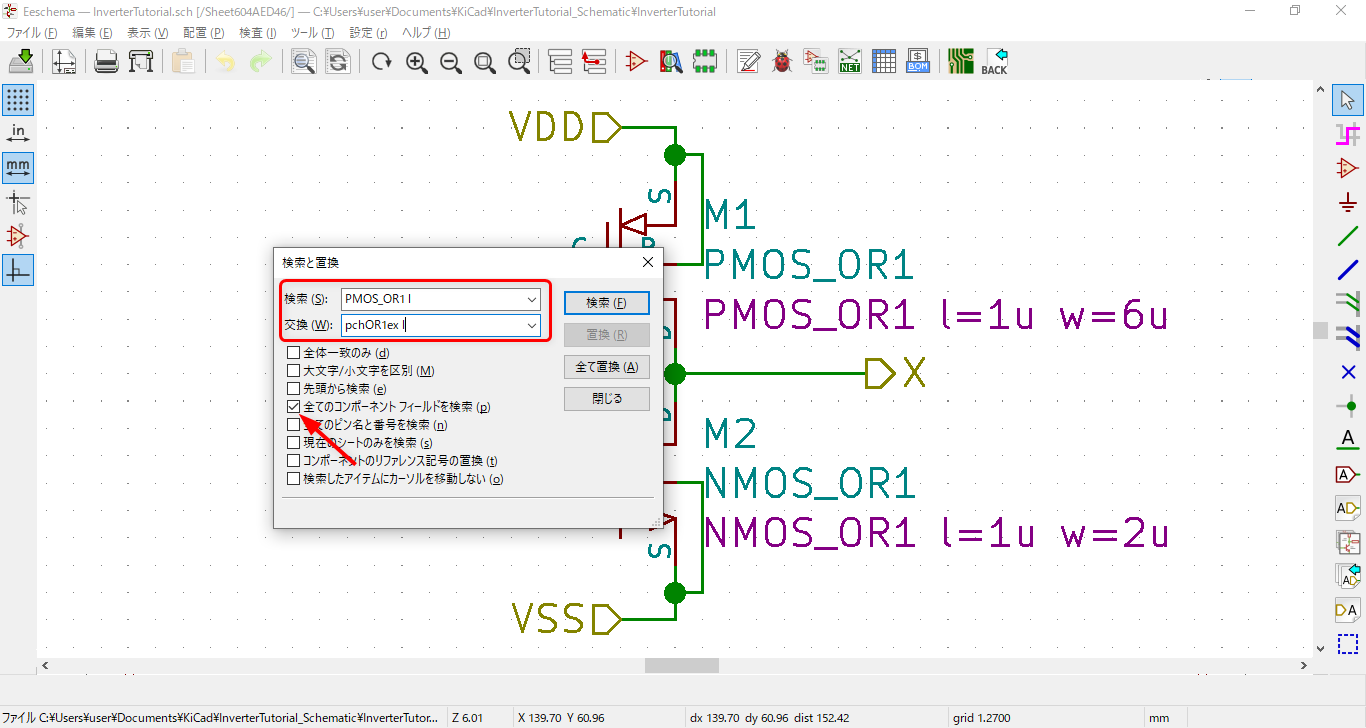 Eeschema — InverterTutorial.sch [/Sheet604AED46/] — C:¥Users¥user¥Documents¥KiCad¥InverterTutorial_Schematic¥InverterTutorial
ファイル (F) 編集 (E) 表示 (V) 配置 (P) 検査 (I) ツール (T) 設定 (r) ヘルプ (H)
NET
BOM
BACK
in
mm
VDD
S
M1
PMOS_OR1
PMOS_OR1 l=1u w=6u
X
M2
NMOS_OR1
NMOS_OR1 l=1u w=2u
S
VSS
検索と置換
検索 (S): PMOS_OR1 l 検索 (F)
交換 (W): pchOR1ex l 置換 (R)
全体一致のみ (d)
全て置換 (A)
大文字/小文字を区別 (M)
先頭から検索 (e)
閉じる
全てのコンポーネント フィールドを検索 (p)
全てのピン名と番号を検索 (n)
現在のシートのみを検索 (s)
コンポーネントのリファレンス記号の置換 (t)
検索したアイテムにカーソルを移動しない (o)
A
A
AD
AD
DA
ファイル C:¥Users¥user¥Documents¥KiCad¥InverterTutorial_Schematic¥InverterTutor... Z 6.01 X 139.70 Y 60.96 dx 139.70 dy 60.96 dist 152.42 grid 1.2700 mm